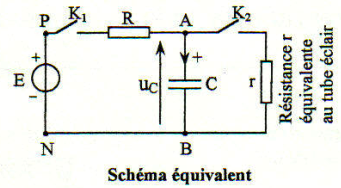 P
K1
R
A
K2
+
+
E
-
uC
C
r
Résistance r
équivalente
au tube éclair
N
B
Schéma équivalent